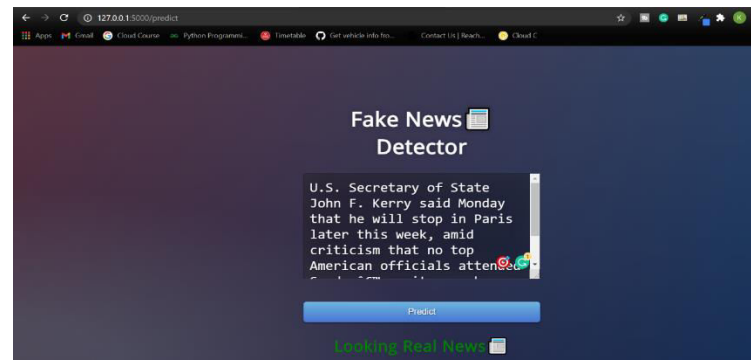 127.0.0.1:5000/predict
Apps Gmail Cloud Course Python Programmi... Timetable Get vehicle info fro... Contact Us | Reach... Cloud C
Fake News
Detector
U.S. Secretary of State
John F. Kerry said Monday
that he will stop in Paris
later this week, amid
criticism that no top
American officials attended
Predict
Looking Real News